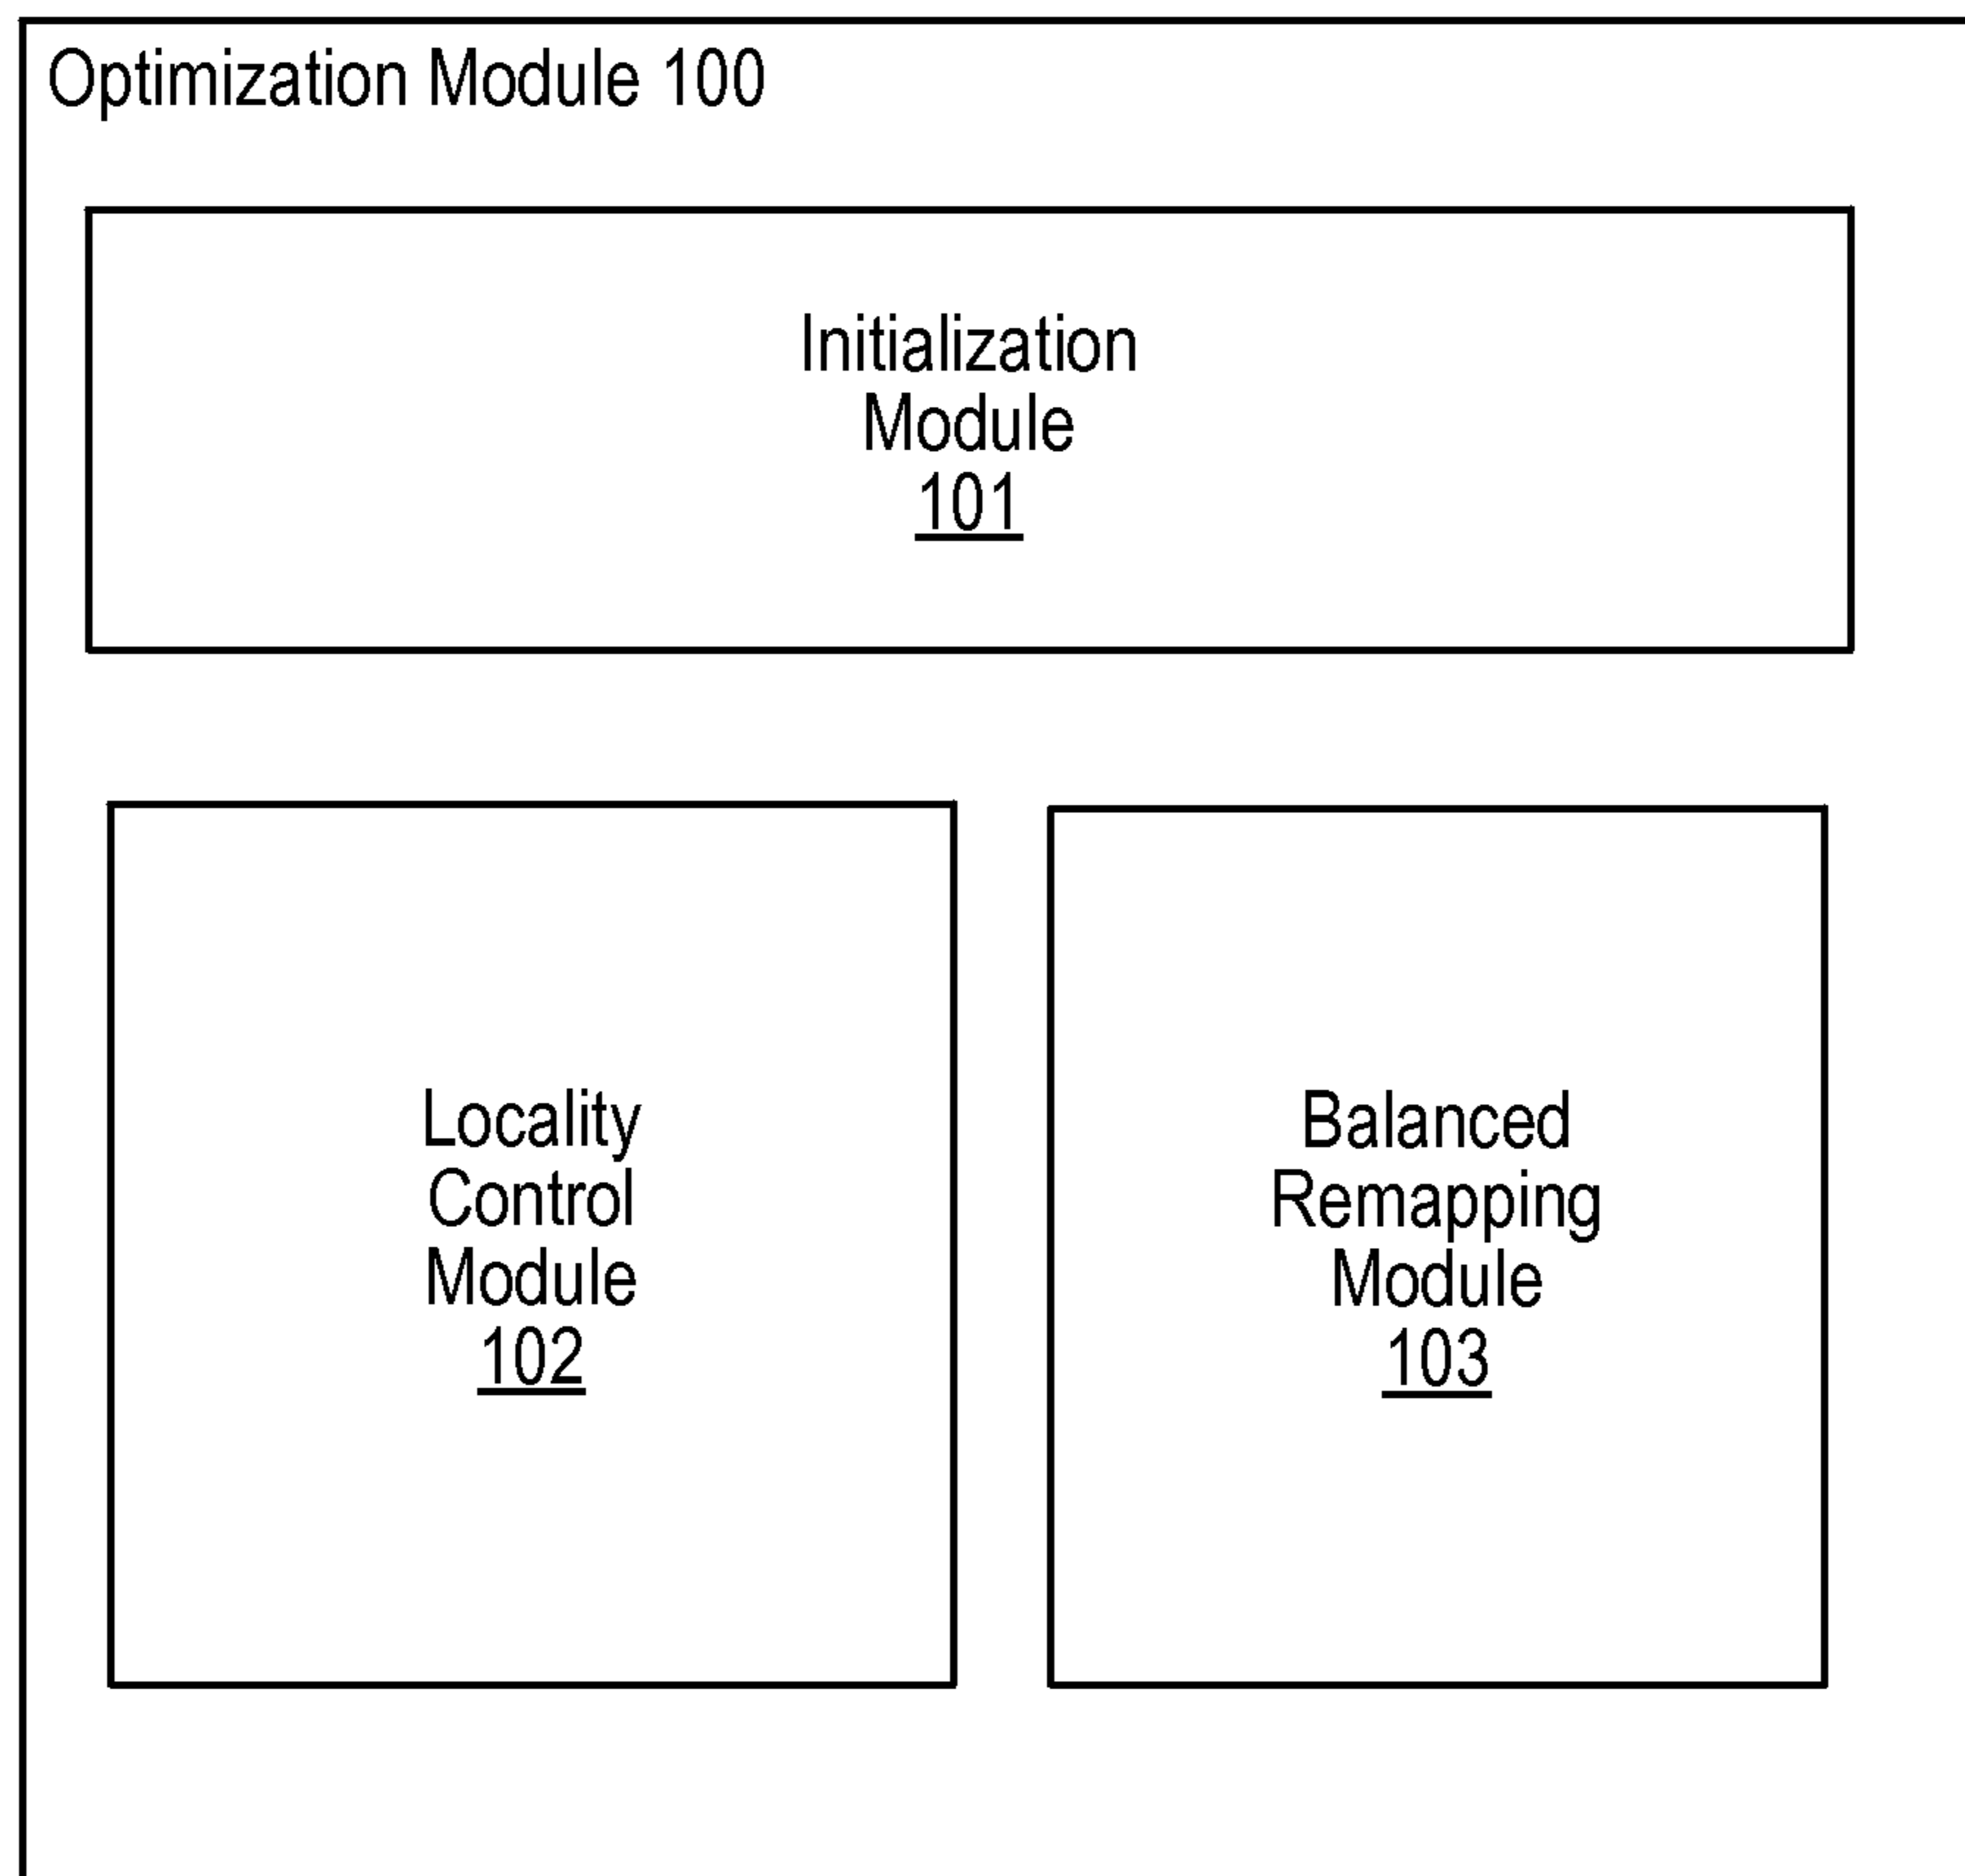 Optimization Module 100
Initialization
Module
101
Locality
Control
Module
102
Balanced
Remapping
Module
103